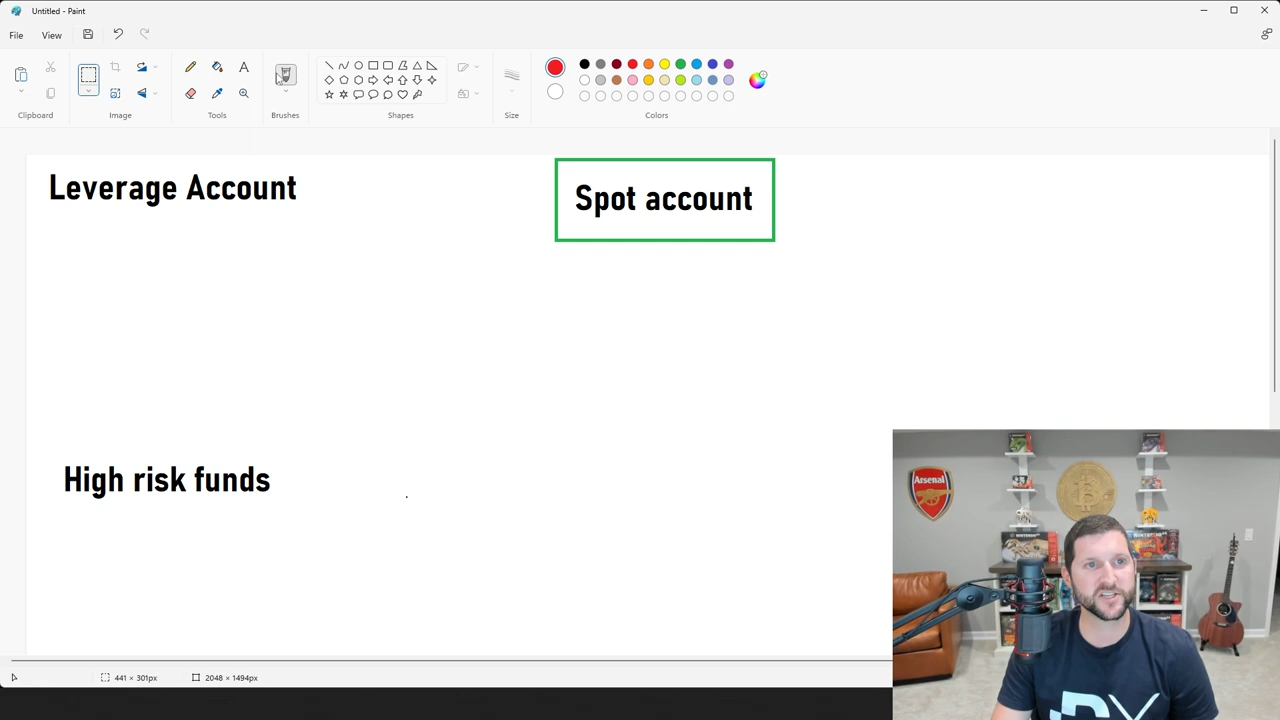 Untitled - Paint
File View
Clipboard
Image
Tools
Brushes
Shapes
Size
Colors
Leverage Account
Spot account
High risk funds
441 × 301px
2048 × 1494px
Arsenal